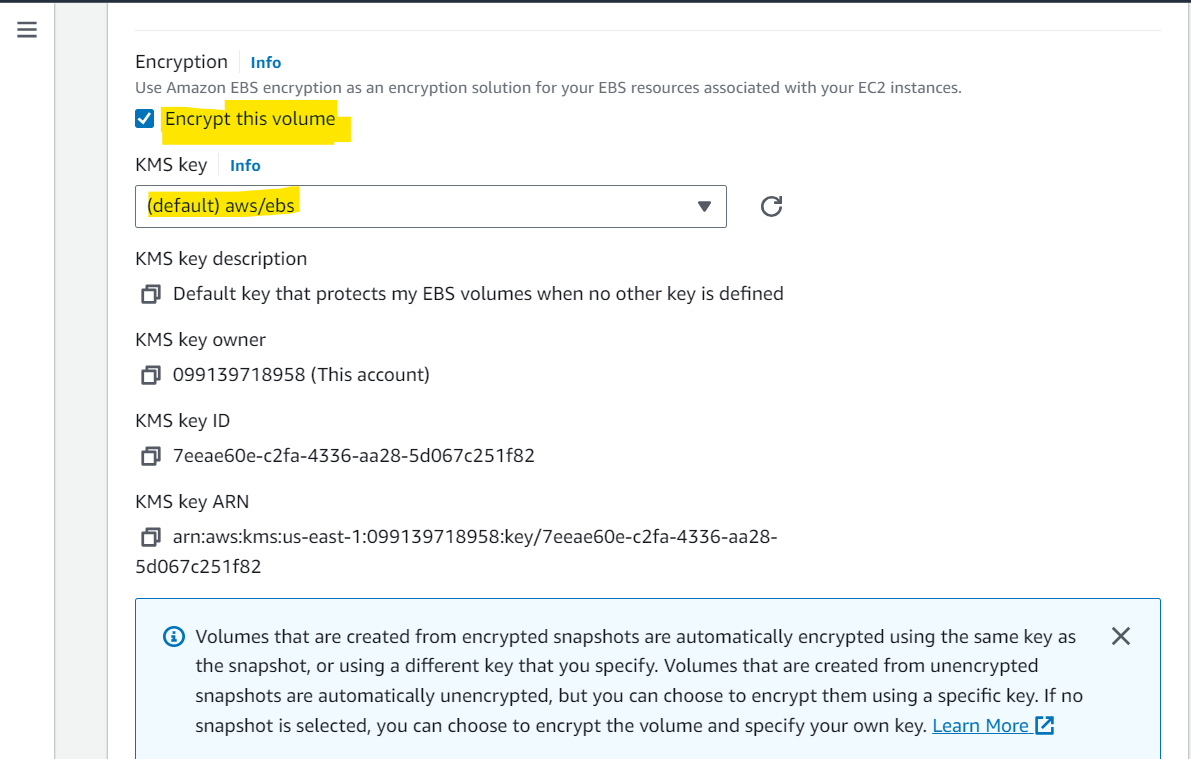 Encryption Info
Use Amazon EBS encryption as an encryption solution for your EBS resources associated with your EC2 instances.
Encrypt this volume
KMS key Info
(default) aws/ebs
KMS key description
Default key that protects my EBS volumes when no other key is defined
KMS key owner
099139718958 (This account)
KMS key ID
7eeae60e-c2fa-4336-aa28-5d067c251f82
KMS key ARN
arn:aws:kms:us-east-1:099139718958:key/7eeae60e-c2fa-4336-aa28-
5d067c251f82
Volumes that are created from encrypted snapshots are automatically encrypted using the same key as
the snapshot, or using a different key that you specify. Volumes that are created from unencrypted
snapshots are automatically unencrypted, but you can choose to encrypt them using a specific key. If no
snapshot is selected, you can choose to encrypt the volume and specify your own key. Learn More